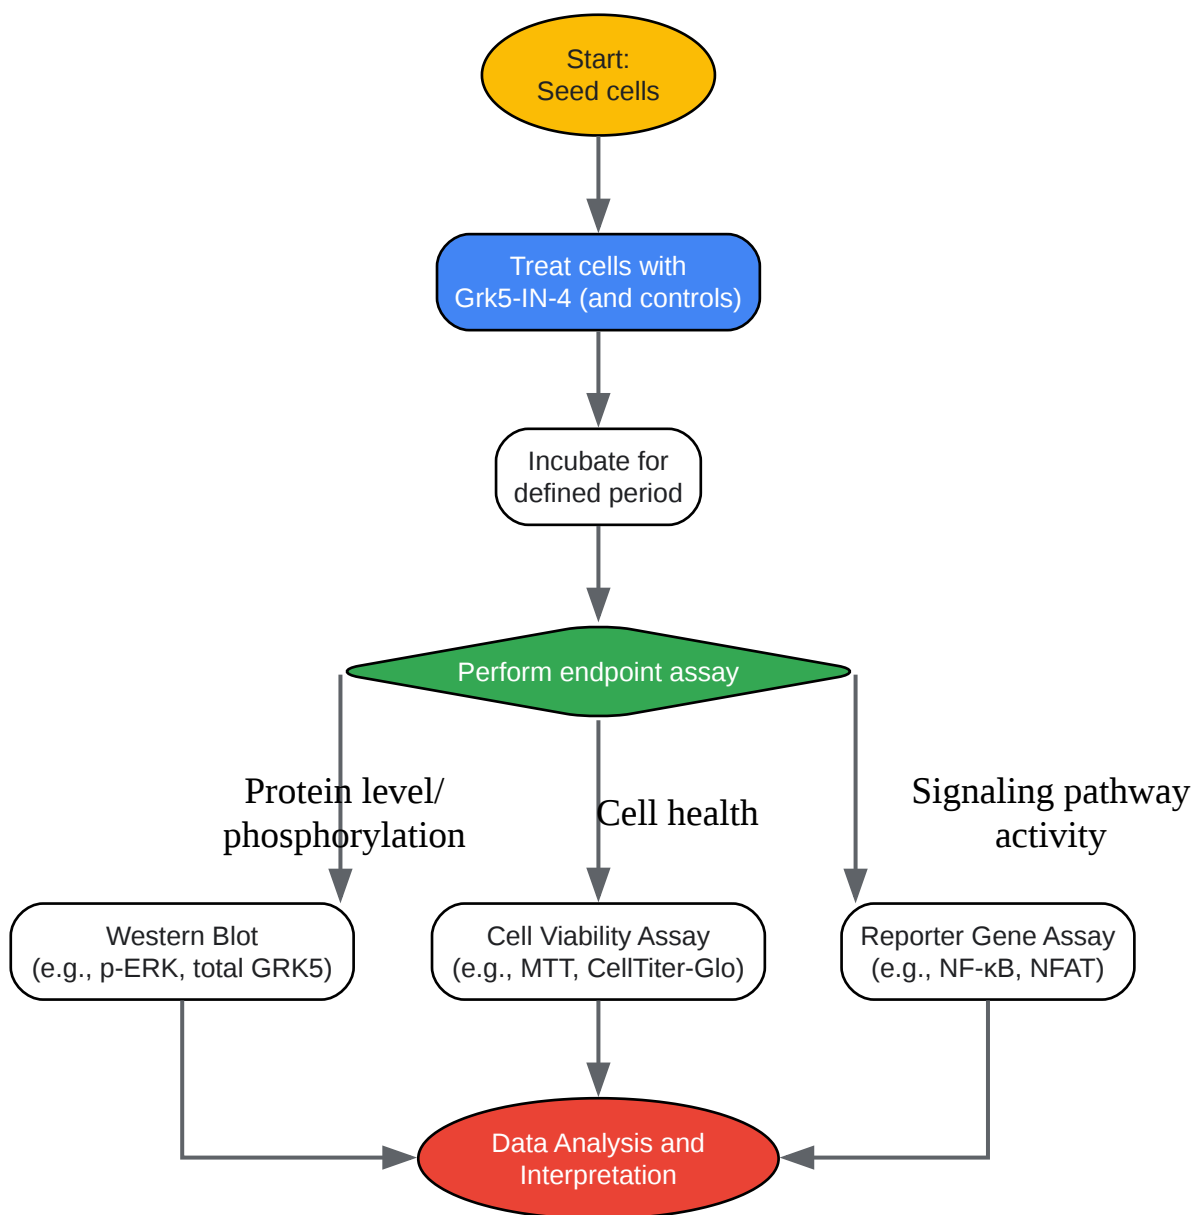 Start:
Seed cells
Treat cells with
Grk5-IN-4 (and controls)
Incubate for
defined period
Perform endpoint assay
Protein level/
phosphorylation
Cell health
Signaling pathway
activity
Western Blot
(e.g., p-ERK, total GRK5)
Cell Viability Assay
(e.g., MTT, CellTiter-Glo)
Reporter Gene Assay
(e.g., NF-κB, NFAT)
Data Analysis and
Interpretation